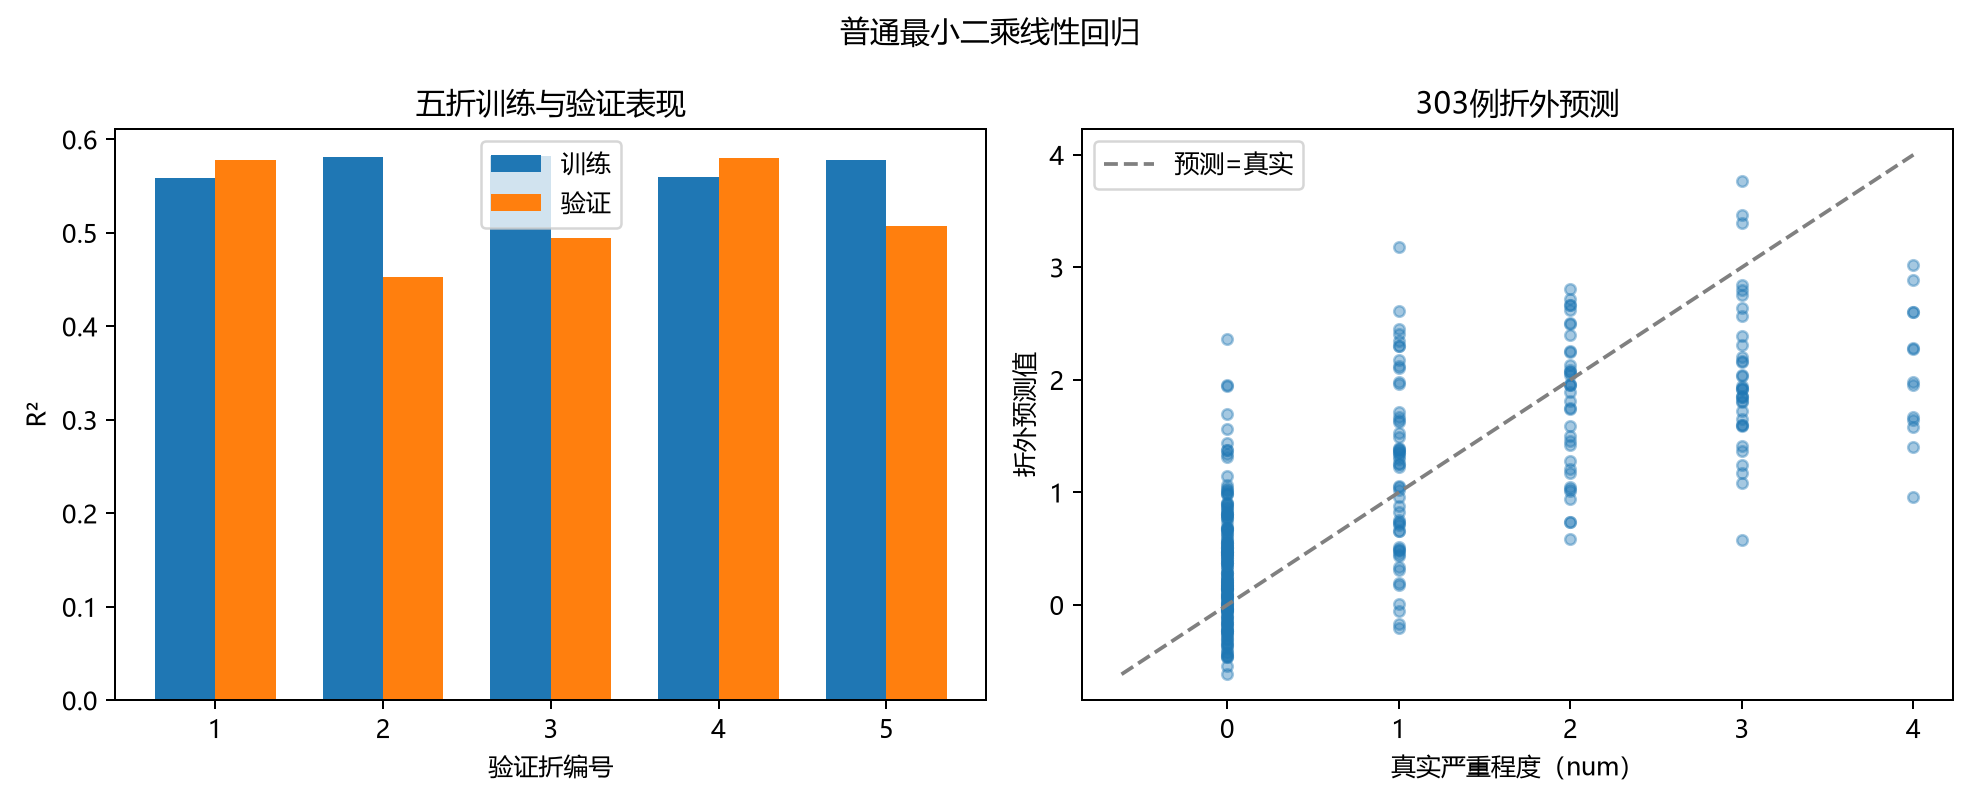 普通最小二乘线性回归
五折训练与验证表现
训练
验证
0.6
0.5
0.4
0.3
0.2
0.1
0.0
R²
1 2 3 4 5
验证折编号
303例折外预测
预测=真实
4
3
2
1
0
折外预测值
0 1 2 3 4
真实严重程度（num）